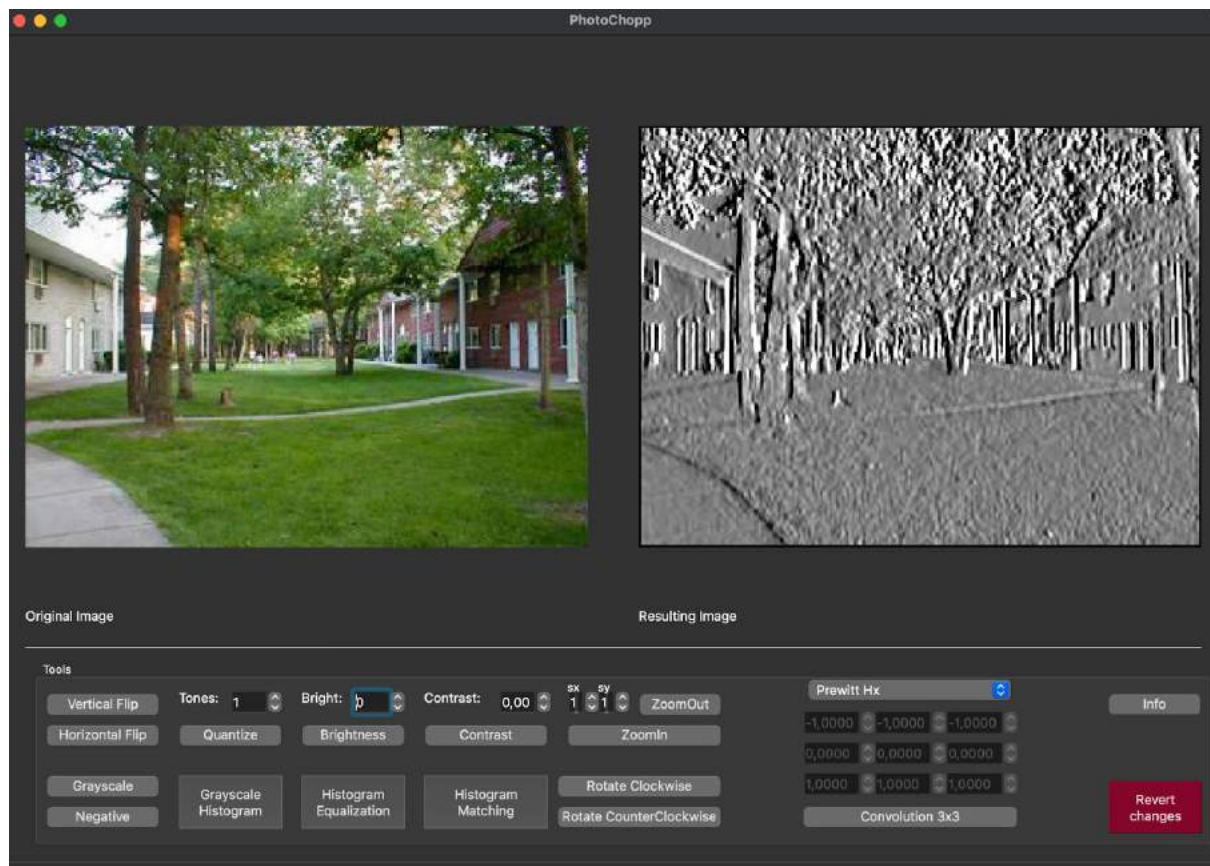 PhotoChopp
Original Image
Resulting Image
Tools
Vertical Flip
Tones: 1
Bright: 0
Contrast: 0,00
sx sy
1 1
ZoomOut
Prewitt Hx
Info
Horizontal Flip
Quantize
Brightness
Contrast
ZoomIn
-1,0000 -1,0000 -1,0000
0,0000 0,0000 0,0000
1,0000 1,0000 1,0000
Grayscale
Negative
Grayscale
Histogram
Histogram
Equalization
Histogram
Matching
Rotate Clockwise
Rotate CounterClockwise
Convolution 3x3
Revert
changes